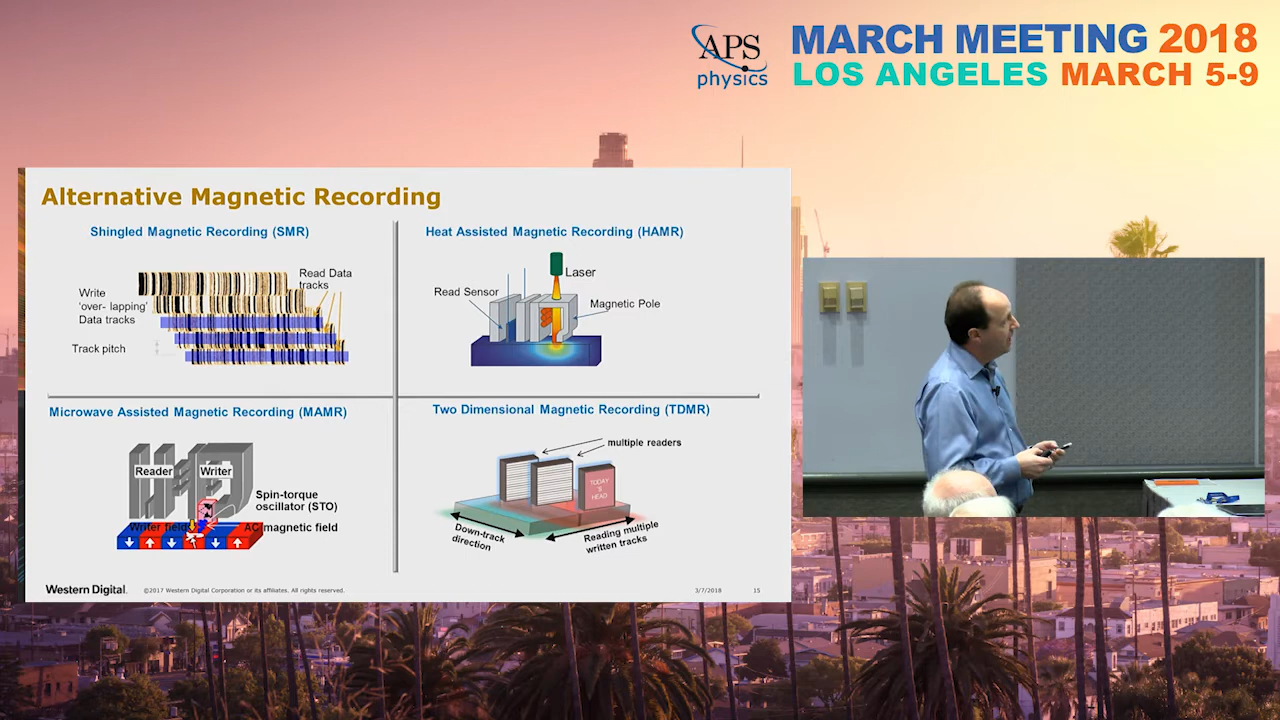 APS
physics
MARCH MEETING 2018
LOS ANGELES MARCH 5-9
Alternative Magnetic Recording
Shingled Magnetic Recording (SMR)
Read Data
tracks
Write
'over- lapping'
Data tracks
Track pitch
Heat Assisted Magnetic Recording (HAMR)
Laser
Read Sensor
Magnetic Pole
Microwave Assisted Magnetic Recording (MAMR)
Reader
Writer
Spin-torque
oscillator (STO)
Writer field
AC magnetic field
Two Dimensional Magnetic Recording (TDMR)
multiple readers
TODAY
'S
HEAD
Down-track
direction
Reading multiple
written tracks
Western Digital.
©2017 Western Digital Corporation or its affiliates. All rights reserved.
3/7/2018
15